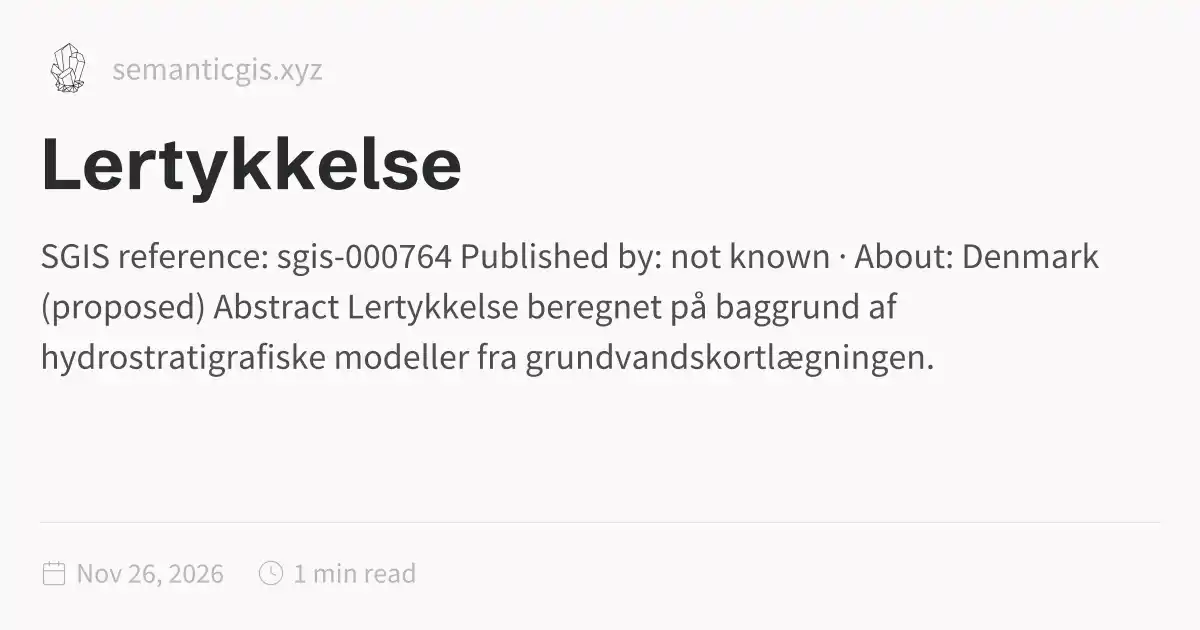 semanticgis.xyz
Lertykkelse
SGIS reference: sgis-000764 Published by: not known · About: Denmark
(proposed) Abstract Lertykkelse beregnet på baggrund af
hydrostratigrafiske modeller fra grundvandskortlægningen.
Nov 26, 2026 1 min read